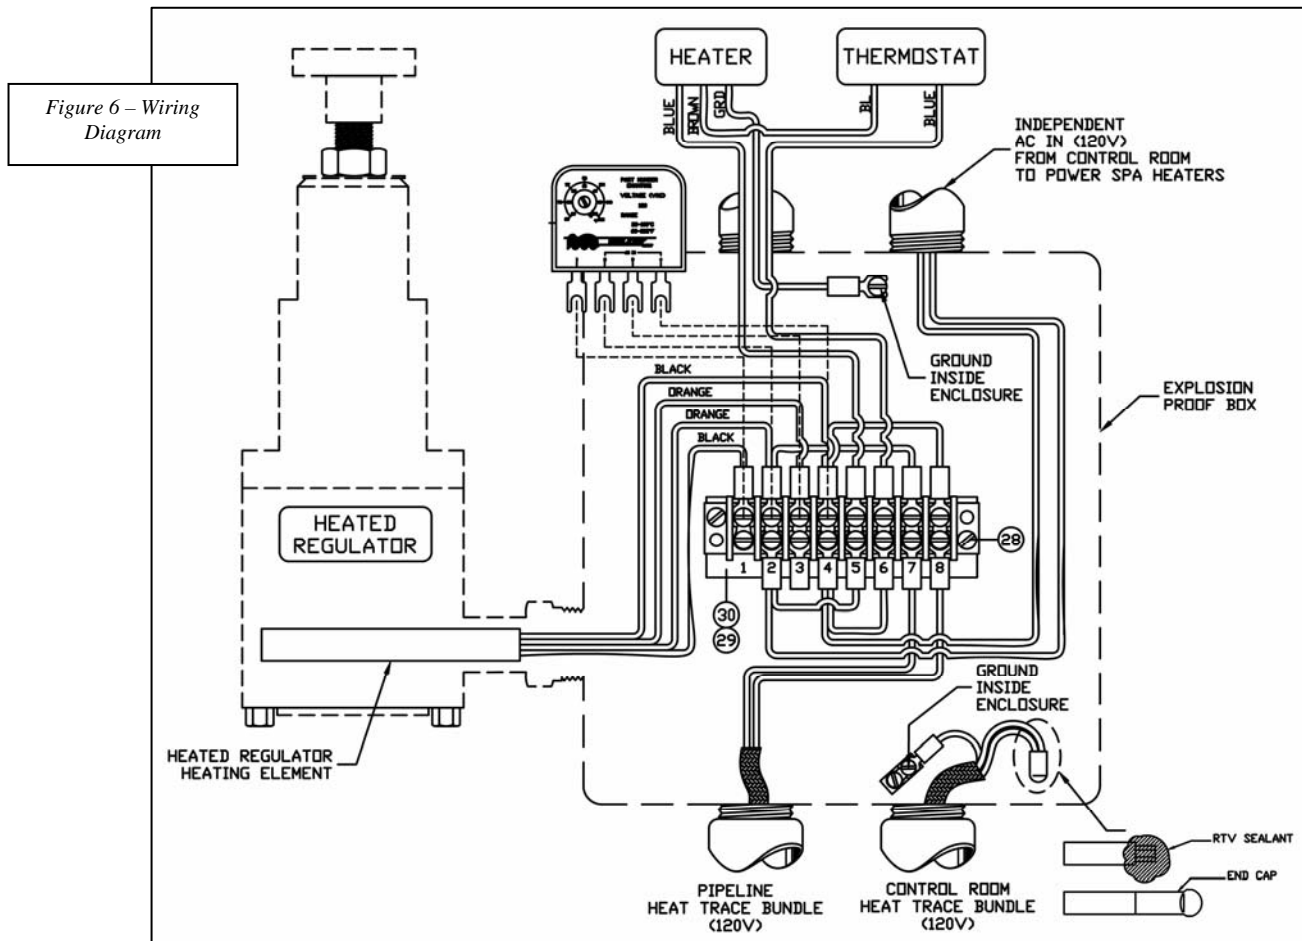 Figure 6 – Wiring
Diagram
HEATER
THERMOSTAT
BLUE
BROWN
GRD
BL
BLUE
INDEPENDENT
AC IN (120V)
FROM CONTROL ROOM
TO POWER SPA HEATERS
VOLTAGE (VAC)
GROUND
INSIDE
ENCLOSURE
EXPLOSION
PROOF BOX
BLACK
ORANGE
ORANGE
BLACK
HEATED
REGULATOR
28
1 2 3 4 5 6 7 8
30
29
GROUND
INSIDE
ENCLOSURE
HEATED REGULATOR
HEATING ELEMENT
RTV SEALANT
END CAP
PIPELINE
HEAT TRACE BUNDLE
(120V)
CONTROL ROOM
HEAT TRACE BUNDLE
(120V)